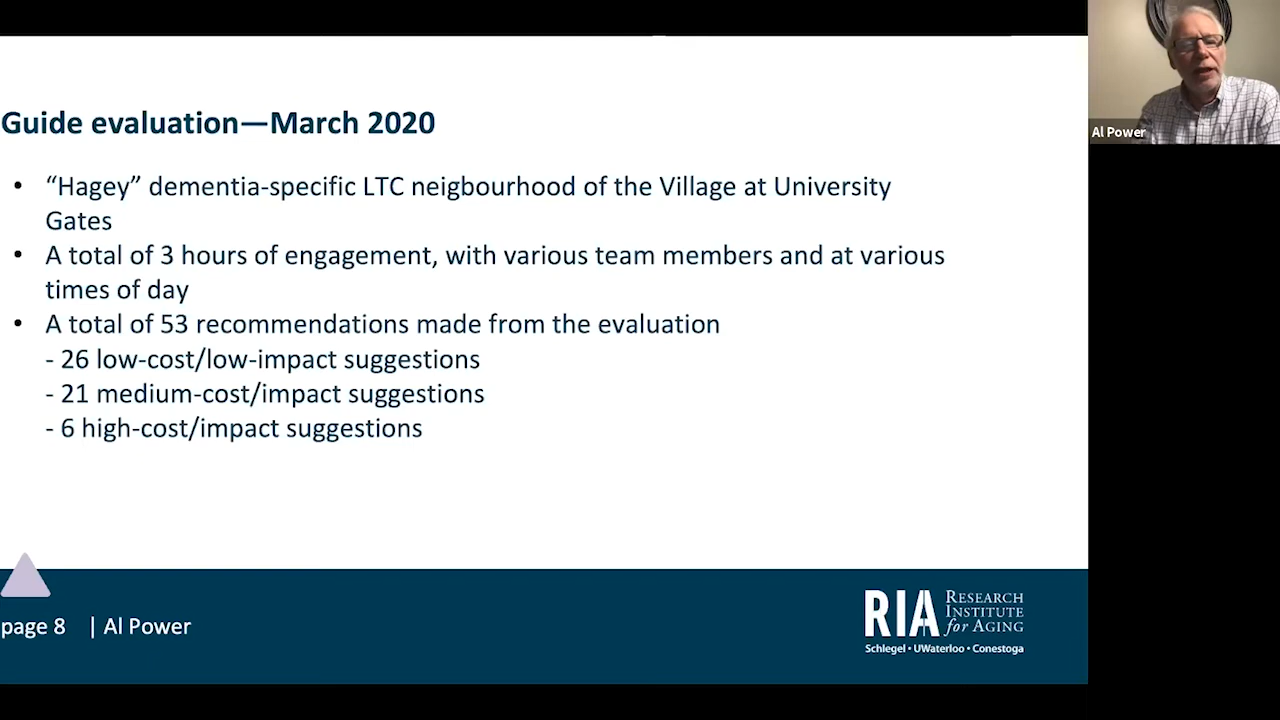 Guide evaluation—March 2020
• “Hagey” dementia-specific LTC neigbourhood of the Village at University
Gates
• A total of 3 hours of engagement, with various team members and at various
times of day
• A total of 53 recommendations made from the evaluation
- 26 low-cost/low-impact suggestions
- 21 medium-cost/impact suggestions
- 6 high-cost/impact suggestions
page 8 | Al Power
RIA
RESEARCH
INSTITUTE
for AGING
Schlegel • UWaterloo • Conestoga
Al Power